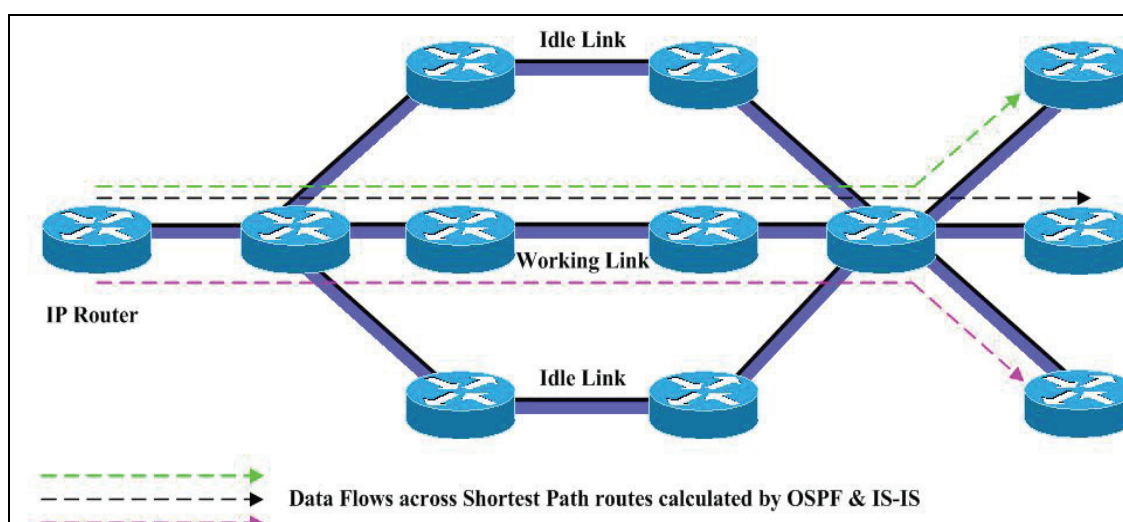 Idle Link
Working Link
IP Router
Idle Link
Data Flows across Shortest Path routes calculated by OSPF & IS-IS